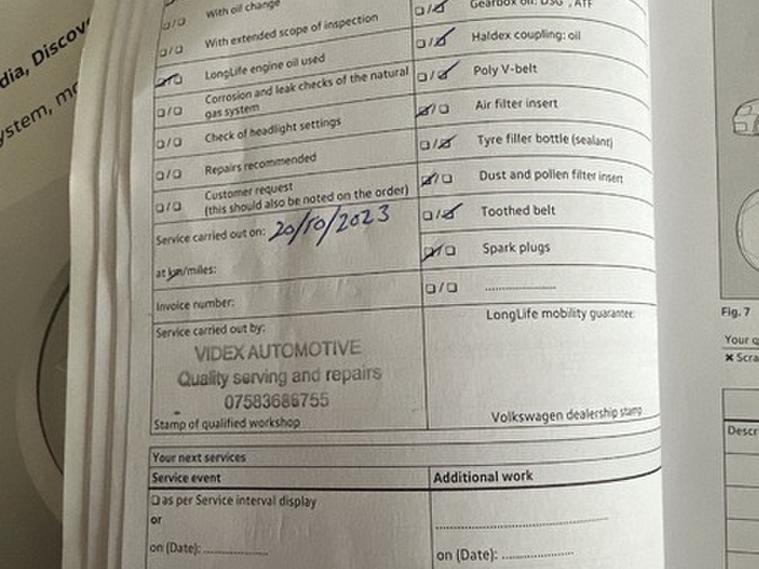 dia, Discov
ystem, mo
☐/☐ With oil change
☐/☐ With extended scope of inspection
☑/☐ LongLife engine oil used
☐/☐ Corrosion and leak checks of the natural
gas system
☐/☐ Check of headlight settings
☐/☐ Repairs recommended
☐/☐ Customer request
(this should also be noted on the order)
Service carried out on: 20/10/2023
at km/miles:
Invoice number:
Service carried out by:
VIDEX AUTOMOTIVE
Quality serving and repairs
07583686755
Stamp of qualified workshop
☐/☑ Gearbox oil: DSG, ATF
☐/☑ Haldex coupling: oil
☐/☑ Poly V-belt
☑/☐ Air filter insert
☐/☑ Tyre filler bottle (sealant)
☑/☐ Dust and pollen filter insert
☐/☑ Toothed belt
☑/☐ Spark plugs
☐/☐ ....................
LongLife mobility guarantee:
Volkswagen dealership stamp
Your next services
Service event
☐ as per Service interval display
or
on (Date): ..................
Additional work
..................................................
on (Date): ....................
Fig. 7
Your q
✖ Scra
Descr